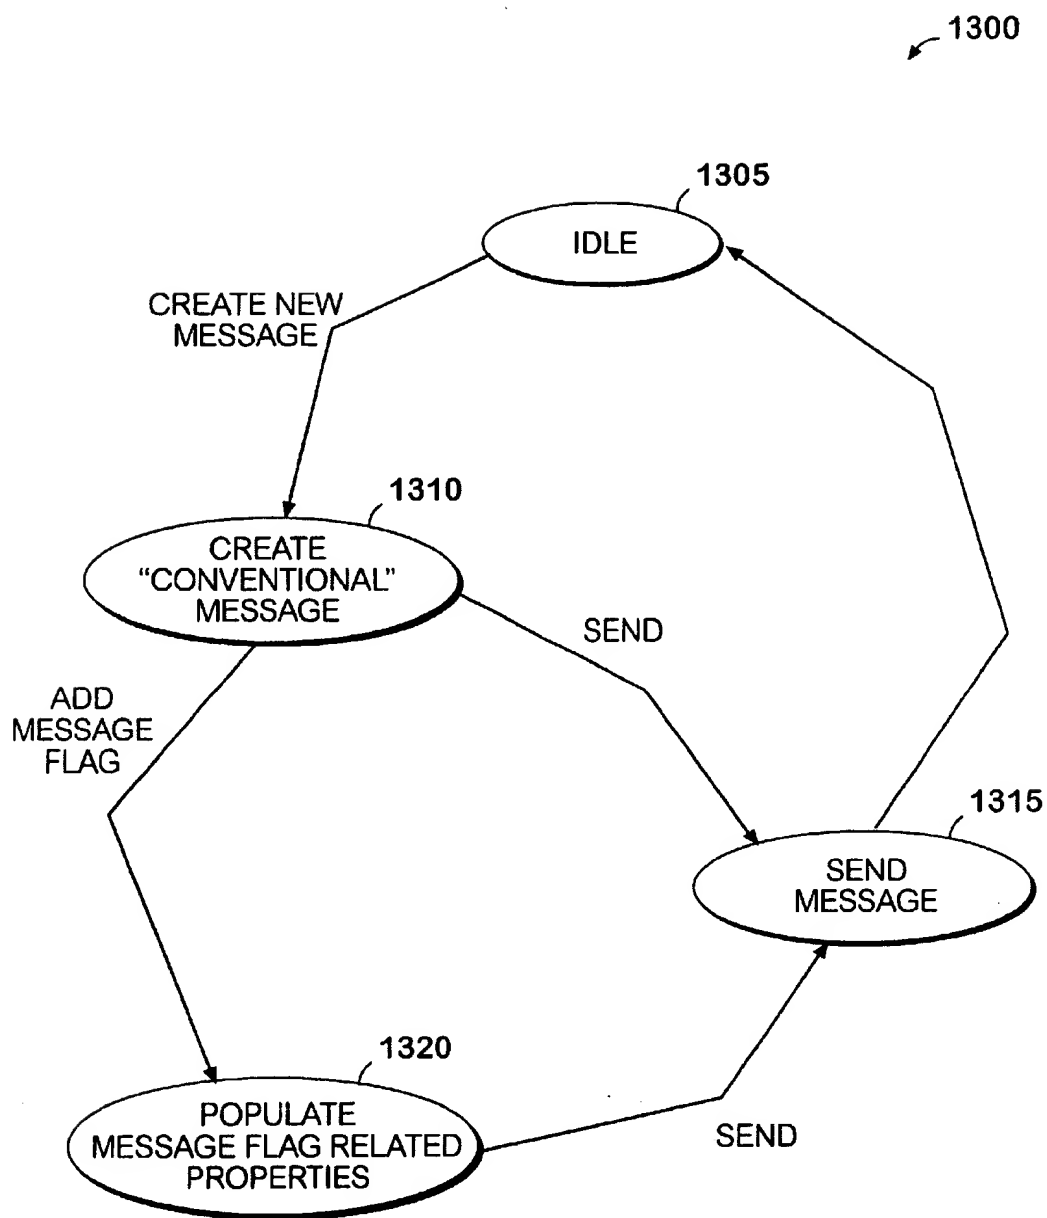 1300
1305
IDLE
CREATE NEW
MESSAGE
1310
CREATE
“CONVENTIONAL”
MESSAGE
SEND
ADD
MESSAGE
FLAG
1315
SEND
MESSAGE
1320
POPULATE
MESSAGE FLAG RELATED
PROPERTIES
SEND